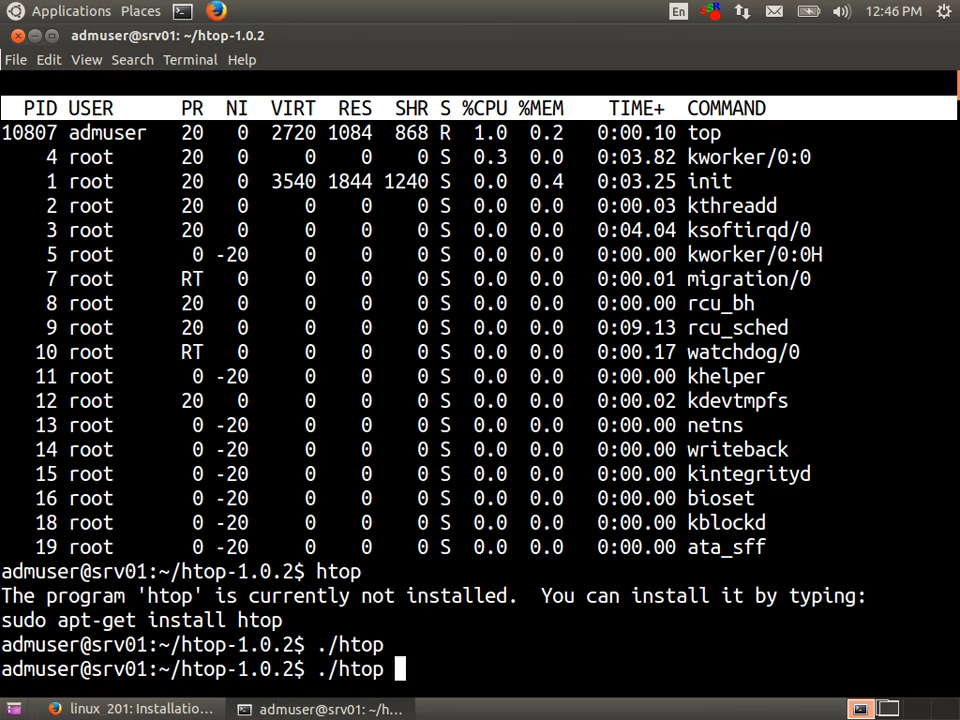 Applications Places En SSR 12:46 PM
admuser@srv01: ~/htop-1.0.2
File Edit View Search Terminal Help
PID USER PR NI VIRT RES SHR S %CPU %MEM TIME+ COMMAND
10807 admuser 20 0 2720 1084 868 R 1.0 0.2 0:00.10 top
4 root 20 0 0 0 0 S 0.3 0.0 0:03.82 kworker/0:0
1 root 20 0 3540 1844 1240 S 0.0 0.4 0:03.25 init
2 root 20 0 0 0 0 S 0.0 0.0 0:00.03 kthreadd
3 root 20 0 0 0 0 S 0.0 0.0 0:04.04 ksoftirqd/0
5 root 0 -20 0 0 0 S 0.0 0.0 0:00.00 kworker/0:0H
7 root RT 0 0 0 0 S 0.0 0.0 0:00.01 migration/0
8 root 20 0 0 0 0 S 0.0 0.0 0:00.00 rcu_bh
9 root 20 0 0 0 0 S 0.0 0.0 0:09.13 rcu_sched
10 root RT 0 0 0 0 S 0.0 0.0 0:00.17 watchdog/0
11 root 0 -20 0 0 0 S 0.0 0.0 0:00.00 khelper
12 root 20 0 0 0 0 S 0.0 0.0 0:00.02 kdevtmpfs
13 root 0 -20 0 0 0 S 0.0 0.0 0:00.00 netns
14 root 0 -20 0 0 0 S 0.0 0.0 0:00.00 writeback
15 root 0 -20 0 0 0 S 0.0 0.0 0:00.00 kintegrityd
16 root 0 -20 0 0 0 S 0.0 0.0 0:00.00 bioset
18 root 0 -20 0 0 0 S 0.0 0.0 0:00.00 kblockd
19 root 0 -20 0 0 0 S 0.0 0.0 0:00.00 ata_sff
admuser@srv01:~/htop-1.0.2$ htop
The program 'htop' is currently not installed.  You can install it by typing:
sudo apt-get install htop
admuser@srv01:~/htop-1.0.2$ ./htop
admuser@srv01:~/htop-1.0.2$ ./htop
linux_201: Installatio... admuser@srv01: ~/h...